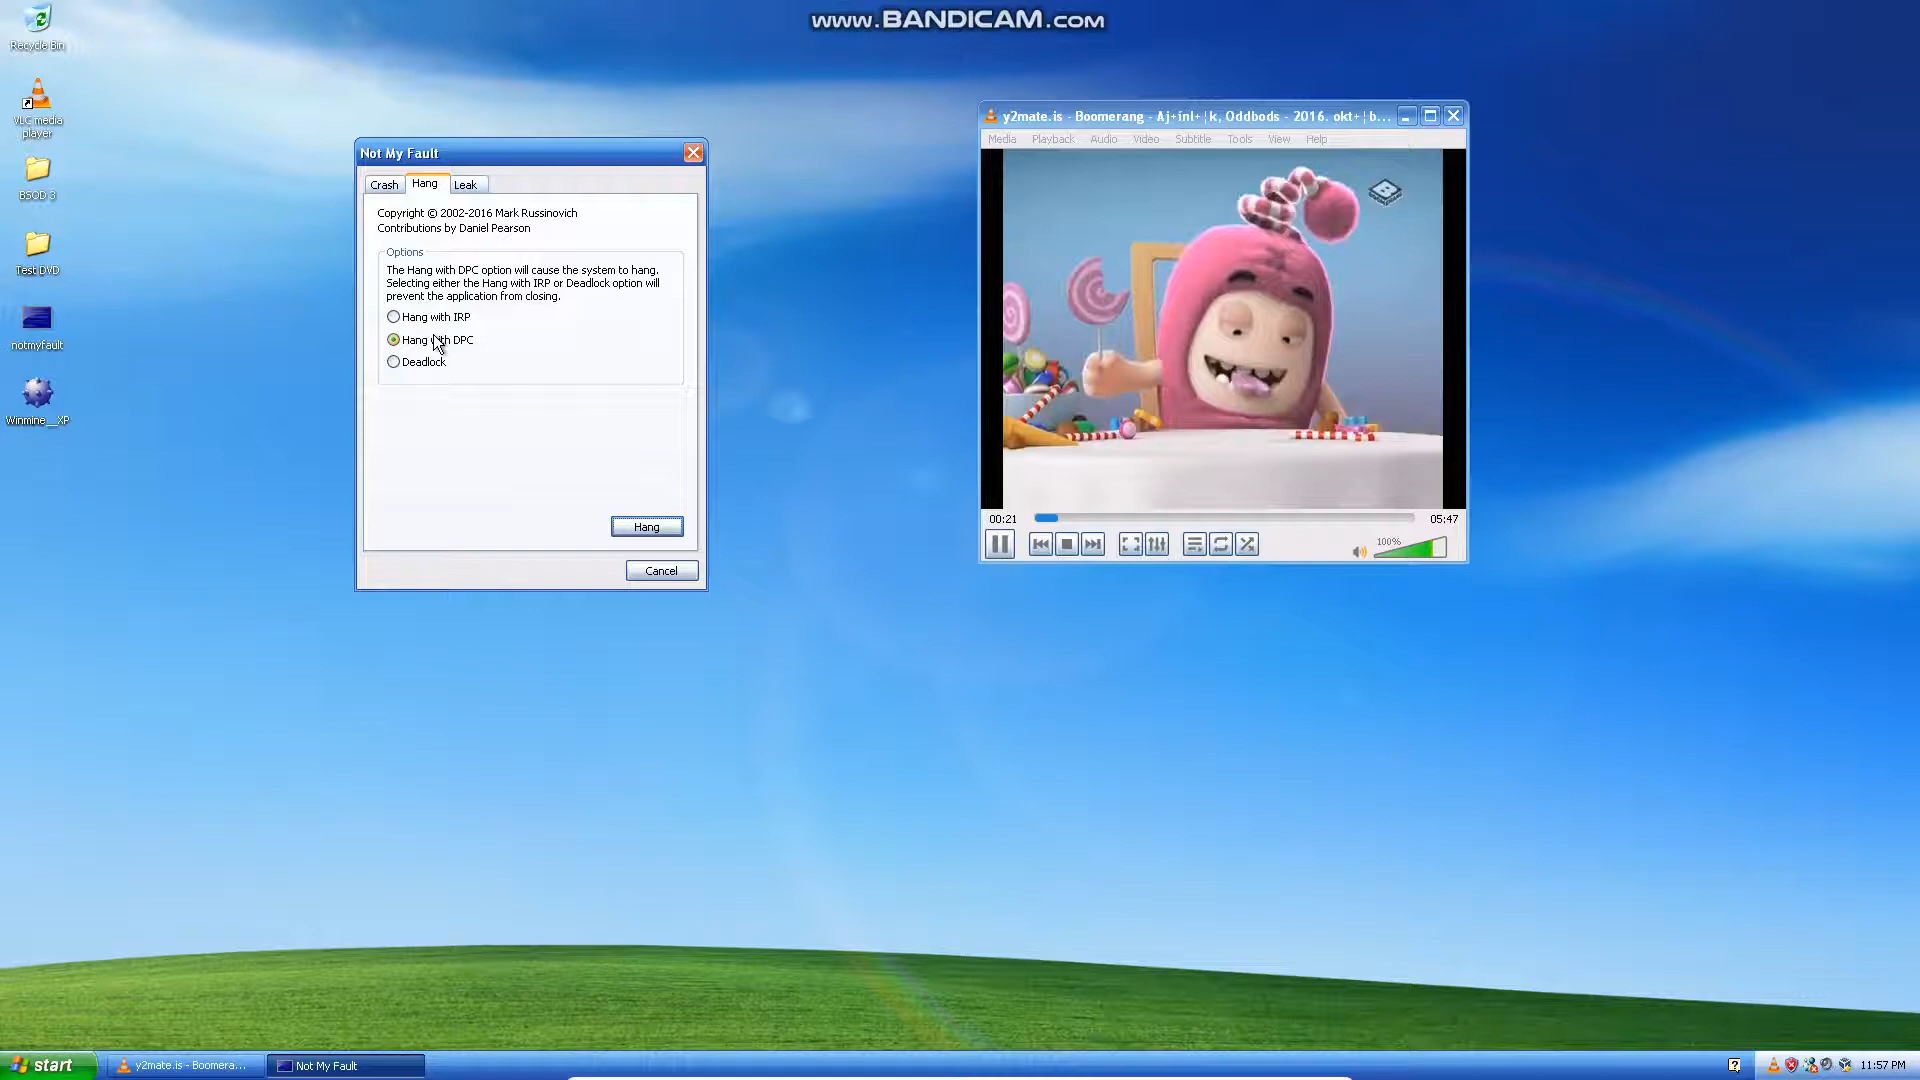 www.BANDICAM.com
Recycle Bin
VLC media
player
BSOD 3
Test DVD
notmyfault
Winmine__XP
Not My Fault
Crash
Hang
Leak
Copyright © 2002-2016 Mark Russinovich
Contributions by Daniel Pearson
Options
The Hang with DPC option will cause the system to hang.
Selecting either the Hang with IRP or Deadlock option will
prevent the application from closing.
Hang with IRP
Hang with DPC
Deadlock
Hang
Cancel
y2mate.is - Boomerang - Aj+ínl+¦k, Oddbods - 2016. okt+¦b...
Media Playback Audio Video Subtitle Tools View Help
00:21
05:47
100%
start
y2mate.is - Boomera...
Not My Fault
11:57 PM